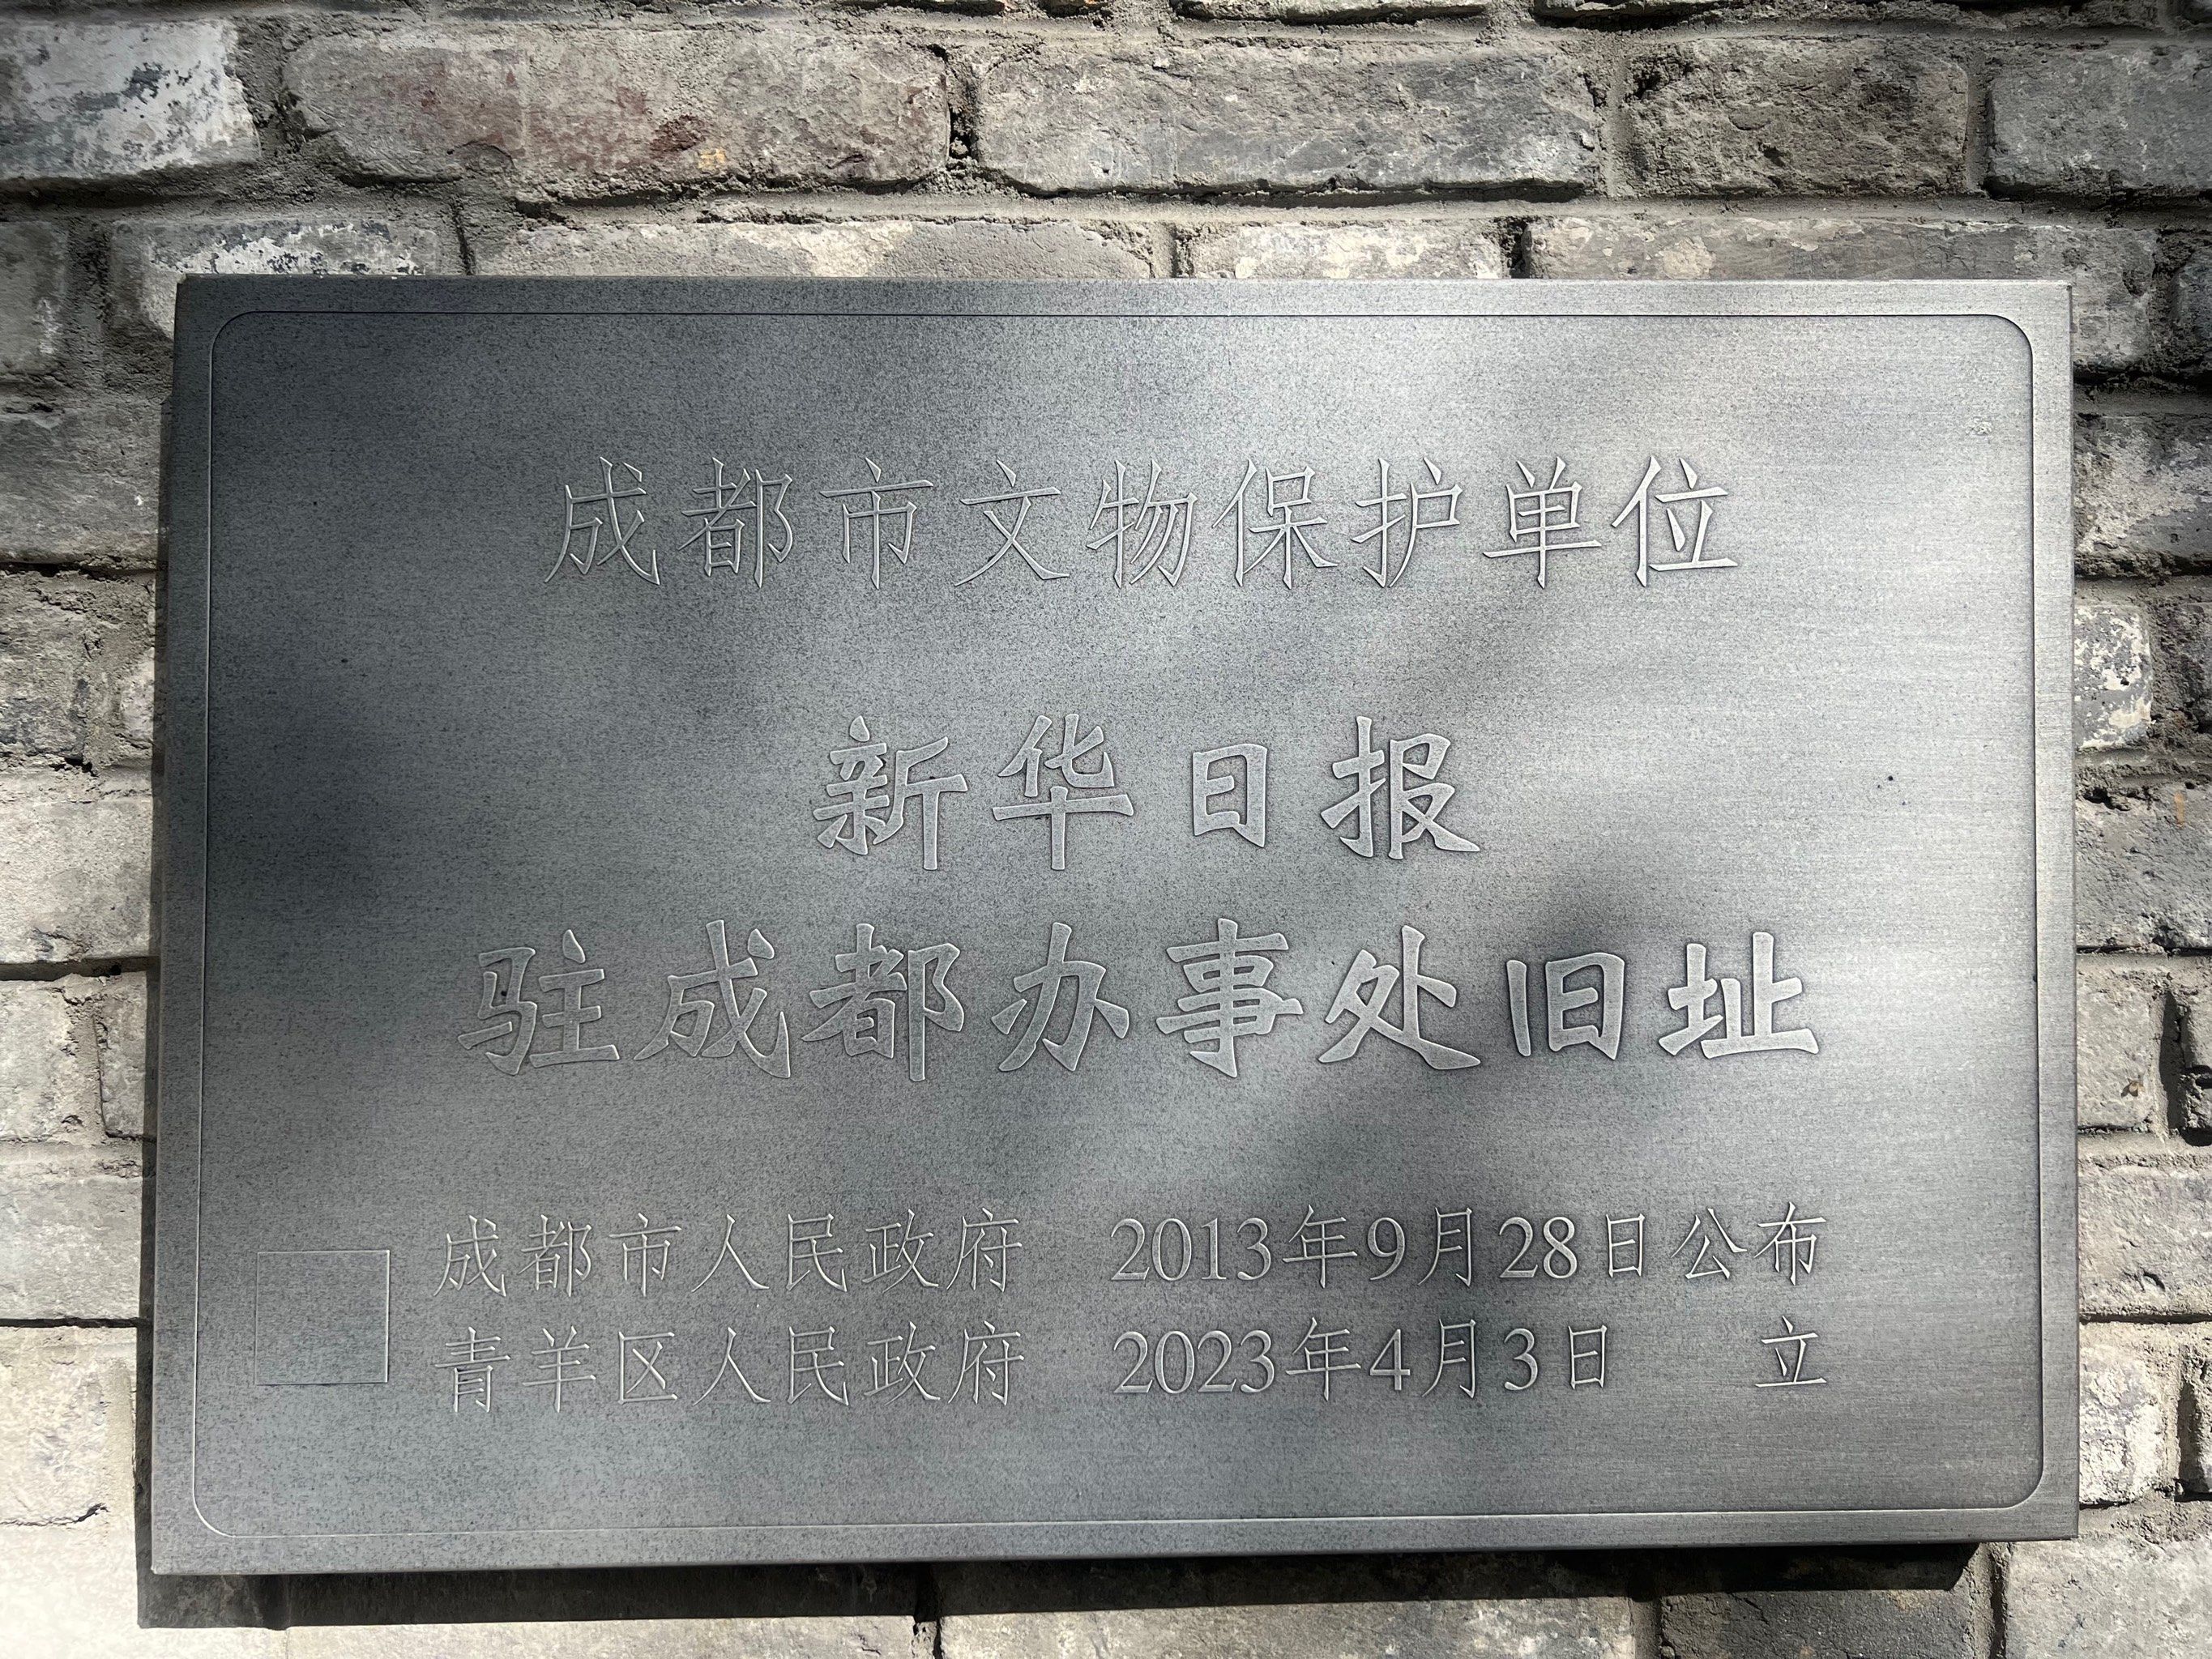 成都市文物保护单位
新华日报
驻成都办事处旧址
成都市人民政府 2013年9月28日公布
青羊区人民政府 2023年4月3日 立